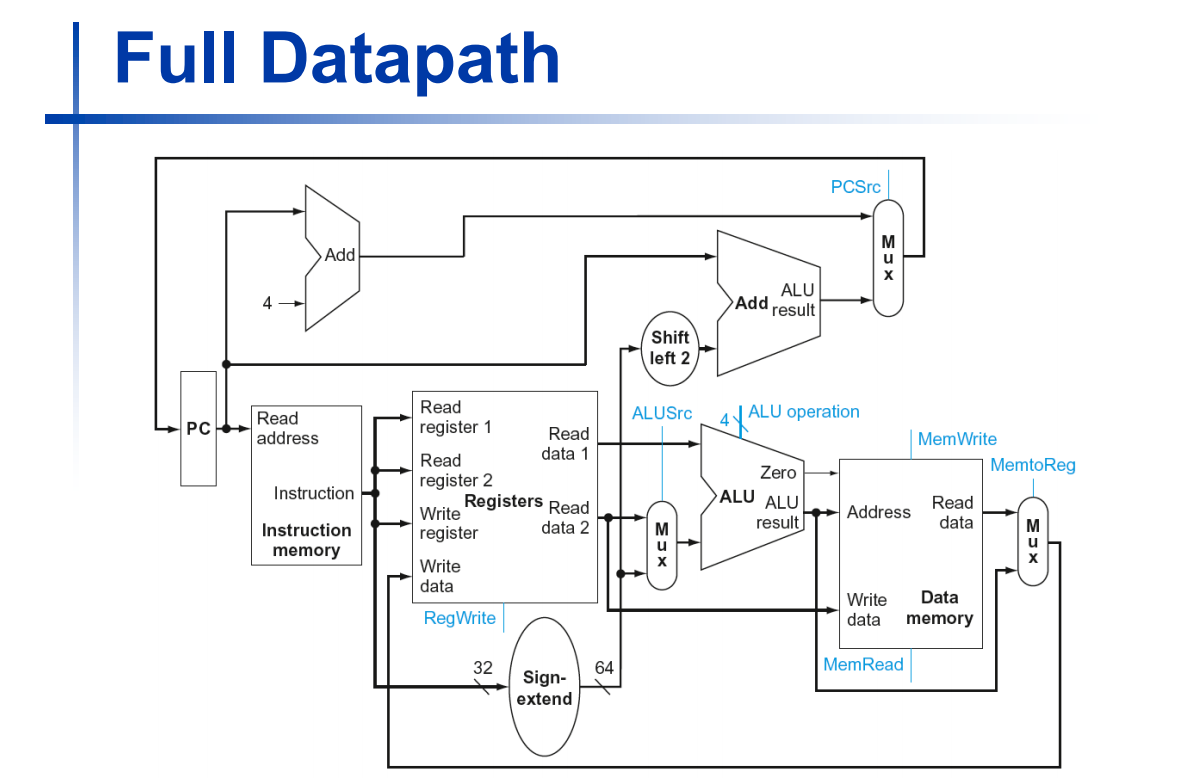 Full Datapath
PCSrc
M
u
x
Add
4
Add
ALU
result
Shift
left 2
PC
Read
address
Instruction
Instruction
memory
Read
register 1
Read
register 2
Write
register
Write
data
Registers
Read
data 1
Read
data 2
RegWrite
ALUSrc
M
u
x
4
ALU operation
Zero
ALU
ALU
result
MemWrite
MemtoReg
Address
Read
data
Write
data
Data
memory
MemRead
M
u
x
32
Sign-
extend
64